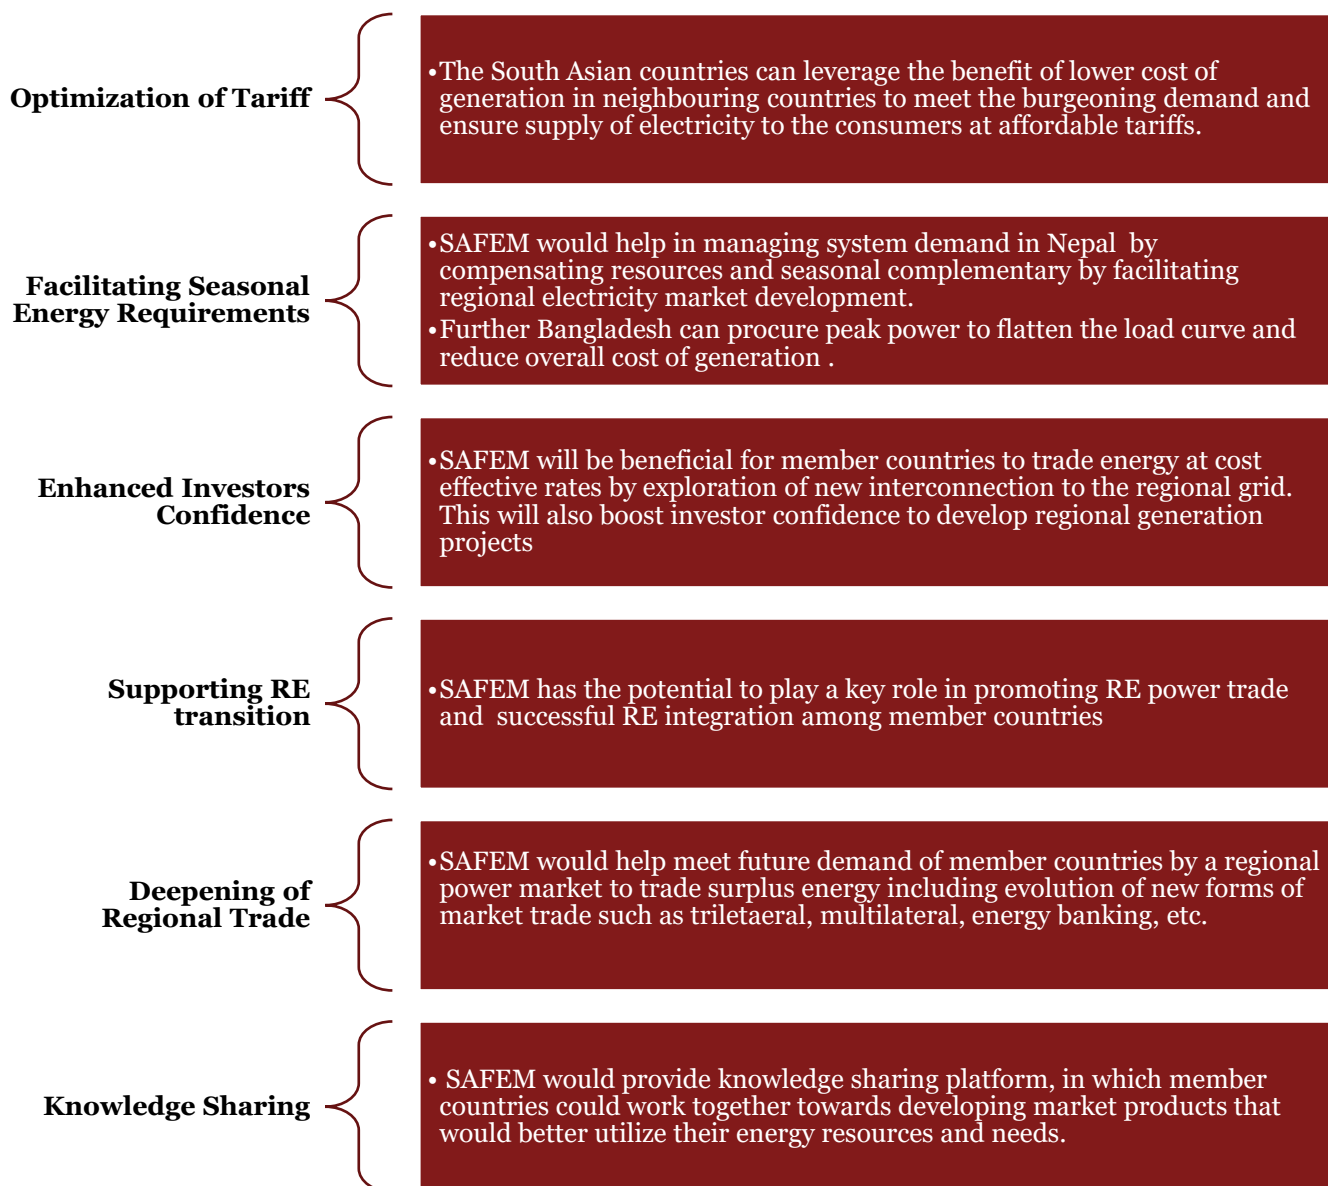 Optimization of Tariff
•The South Asian countries can leverage the benefit of lower cost of
generation in neighbouring countries to meet the burgeoning demand and
ensure supply of electricity to the consumers at affordable tariffs.
Facilitating Seasonal
Energy Requirements
•SAFEM would help in managing system demand in Nepal by
compensating resources and seasonal complementary by facilitating
regional electricity market development.
•Further Bangladesh can procure peak power to flatten the load curve and
reduce overall cost of generation .
Enhanced Investors
Confidence
•SAFEM will be beneficial for member countries to trade energy at cost
effective rates by exploration of new interconnection to the regional grid.
This will also boost investor confidence to develop regional generation
projects
Supporting RE
transition
•SAFEM has the potential to play a key role in promoting RE power trade
and successful RE integration among member countries
Deepening of
Regional Trade
•SAFEM would help meet future demand of member countries by a regional
power market to trade surplus energy including evolution of new forms of
market trade such as triletaeral, multilateral, energy banking, etc.
Knowledge Sharing
• SAFEM would provide knowledge sharing platform, in which member
countries could work together towards developing market products that
would better utilize their energy resources and needs.